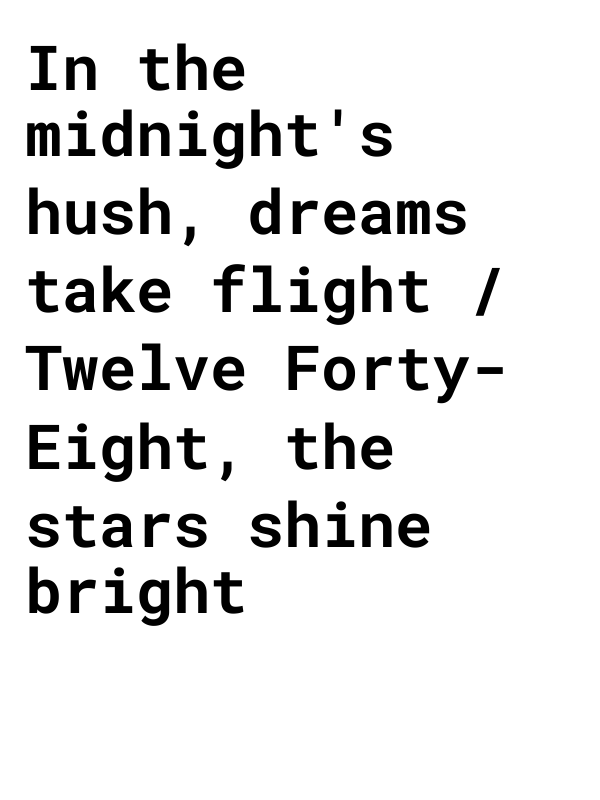 In the
midnight's
hush, dreams
take flight /
Twelve Forty-
Eight, the
stars shine
bright